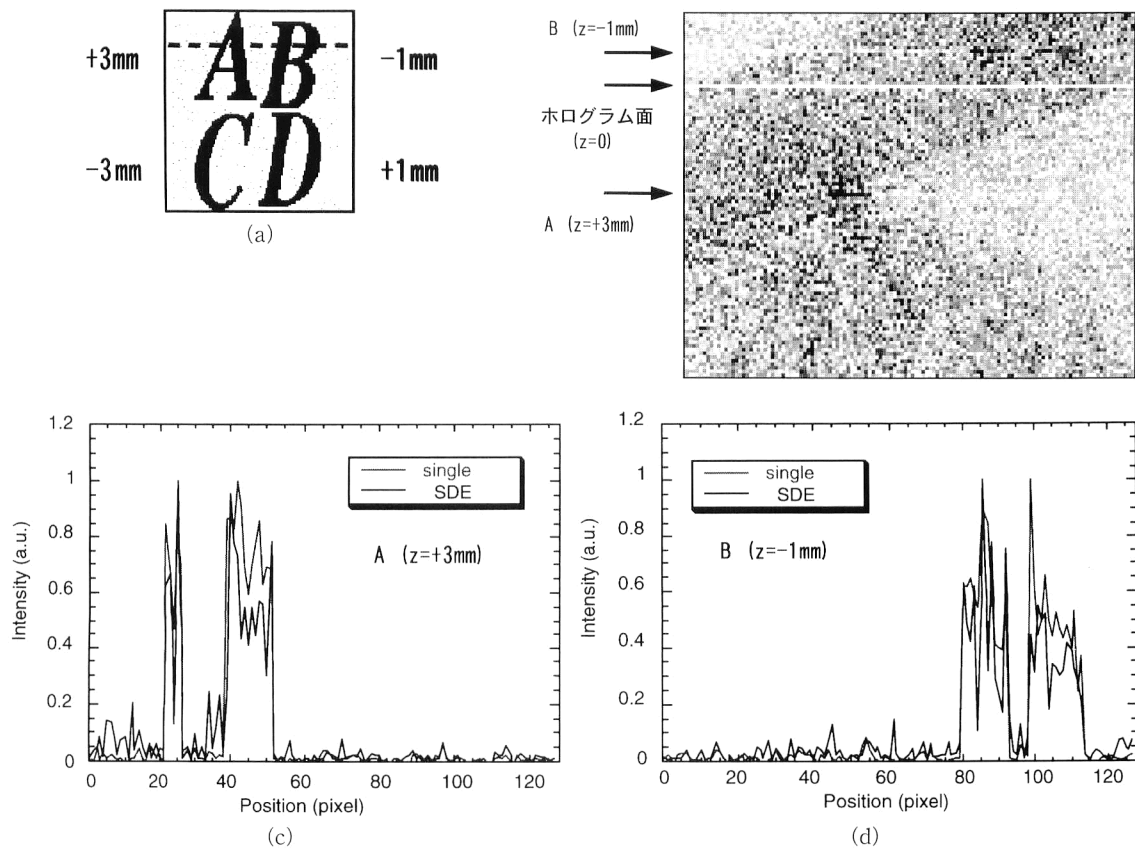 +3mm
A B
-1mm
-3mm
C D
+1mm
(a)
B (z=-1mm)
ホログラム面
(z=0)
A (z=+3mm)
1.2
1
0.8
0.6
0.4
0.2
0
Intensity (a.u.)
single
SDE
A (z=+3mm)
0 20 40 60 80 100 120
Position (pixel)
(c)
1.2
1
0.8
0.6
0.4
0.2
0
Intensity (a.u.)
single
SDE
B (z=-1mm)
0 20 40 60 80 100 120
Position (pixel)
(d)